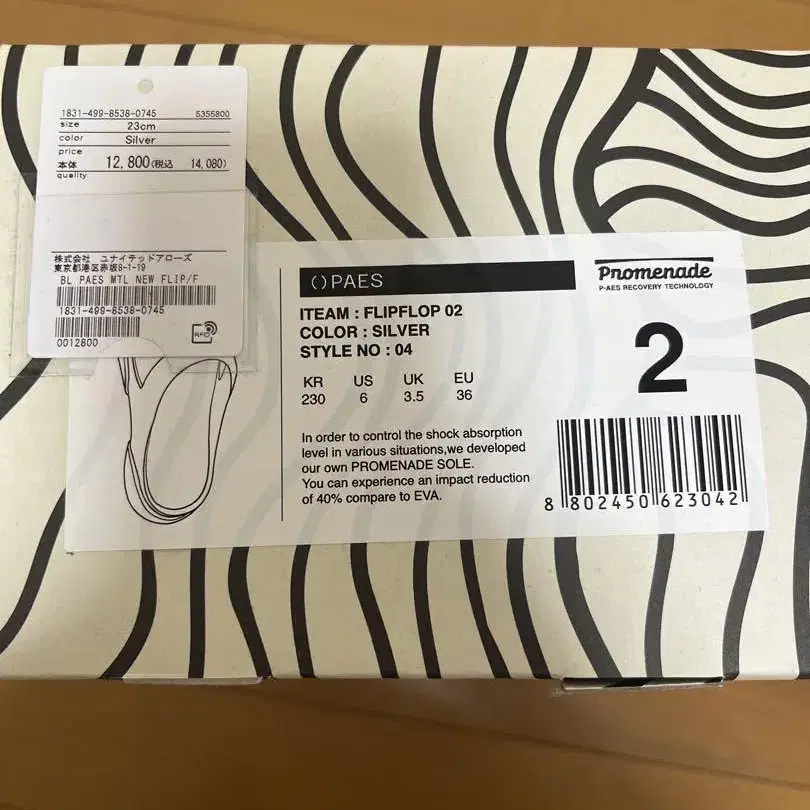 1831-499-8538-0745 5355800
size 23cm
color Silver
price
本体 12,800(税込 14,080)
quality
株式会社 ユナイテッドアローズ
東京都港区赤坂8-1-19
BL PAES MTL NEW FLIP/F
1831-499-8538-0745
0012800
RFID
PAES
ITEAM : FLIPFLOP 02
COLOR : SILVER
STYLE NO : 04
KR US UK EU
230 6 3.5 36
In order to control the shock absorption
level in various situations,we developed
our own PROMENADE SOLE.
You can experience an impact reduction
of 40% compare to EVA.
Promenade
P-AES RECOVERY TECHNOLOGY
2
8 802450 623042